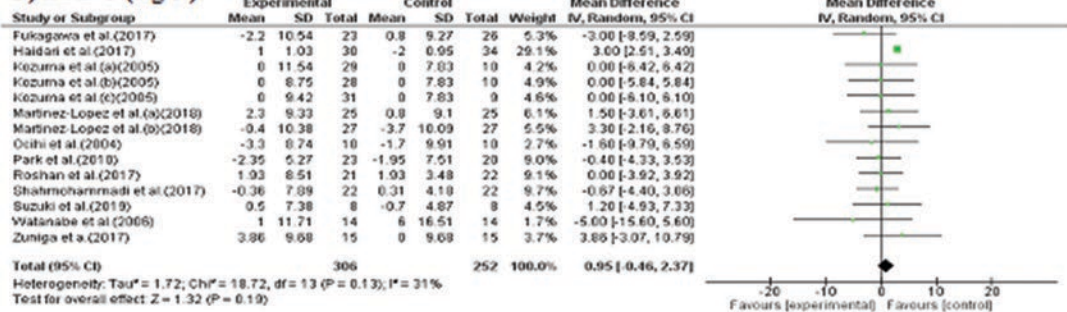 Experimental Control Mean Difference Mean Difference
Study or Subgroup Mean SD Total Mean SD Total Weight IV, Random, 95% CI IV, Random, 95% CI
Fukagawa et al.(2017) -2.2 10.54 23 0.8 9.27 26 5.3% -3.00 [-8.59, 2.59]
Haidari et al.(2017) 1 1.03 30 -2 0.95 34 29.1% 3.00 [2.51, 3.49]
Kozuma et al.(a)(2005) 0 11.54 29 0 7.83 10 4.2% 0.00 [-6.42, 6.42]
Kozuma et al.(b)(2005) 0 8.75 28 0 7.83 10 4.9% 0.00 [-5.84, 5.84]
Kozuma et al.(c)(2005) 0 9.42 31 0 7.83 9 4.6% 0.00 [-6.10, 6.10]
Martinez-Lopez et al.(a)(2018) 2.3 9.33 25 0.8 9.1 25 6.1% 1.50 [-3.61, 6.61]
Martinez-Lopez et al.(b)(2018) -0.4 10.38 27 -3.7 10.09 27 5.5% 3.30 [-2.16, 8.76]
et al.(2004) -3.3 8.74 10 -1.7 9.91 10 2.7% -1.60 [-9.79, 6.59]
Park et al.(2010) -2.35 5.27 23 -1.95 7.51 20 9.0% -0.40 [-4.33, 3.53]
Roshan et al.(2017) 1.93 8.51 21 1.93 3.48 22 9.1% 0.00 [-3.92, 3.92]
Shahmohammadi et al.(2017) -0.36 7.89 22 0.31 4.18 22 9.7% -0.67 [-4.40, 3.06]
Suzuki et al.(2019) 0.5 7.38 8 -0.7 4.87 8 4.5% 1.20 [-4.93, 7.33]
Watanabe et al.(2006) 1 11.71 14 6 16.51 14 1.7% -5.00 [-15.60, 5.60]
Zuniga et a.(2017) 3.86 9.68 15 0 9.68 15 3.7% 3.86 [-3.07, 10.79]
Total (95% CI) 306 252 100.0% 0.95 [-0.46, 2.37]
Heterogeneity: Tau² = 1.72; Chi² = 18.72, df = 13 (P = 0.13); I² = 31%
Test for overall effect: Z = 1.32 (P = 0.19)
-20 -10 0 10 20
Favours [experimental] Favours [control]